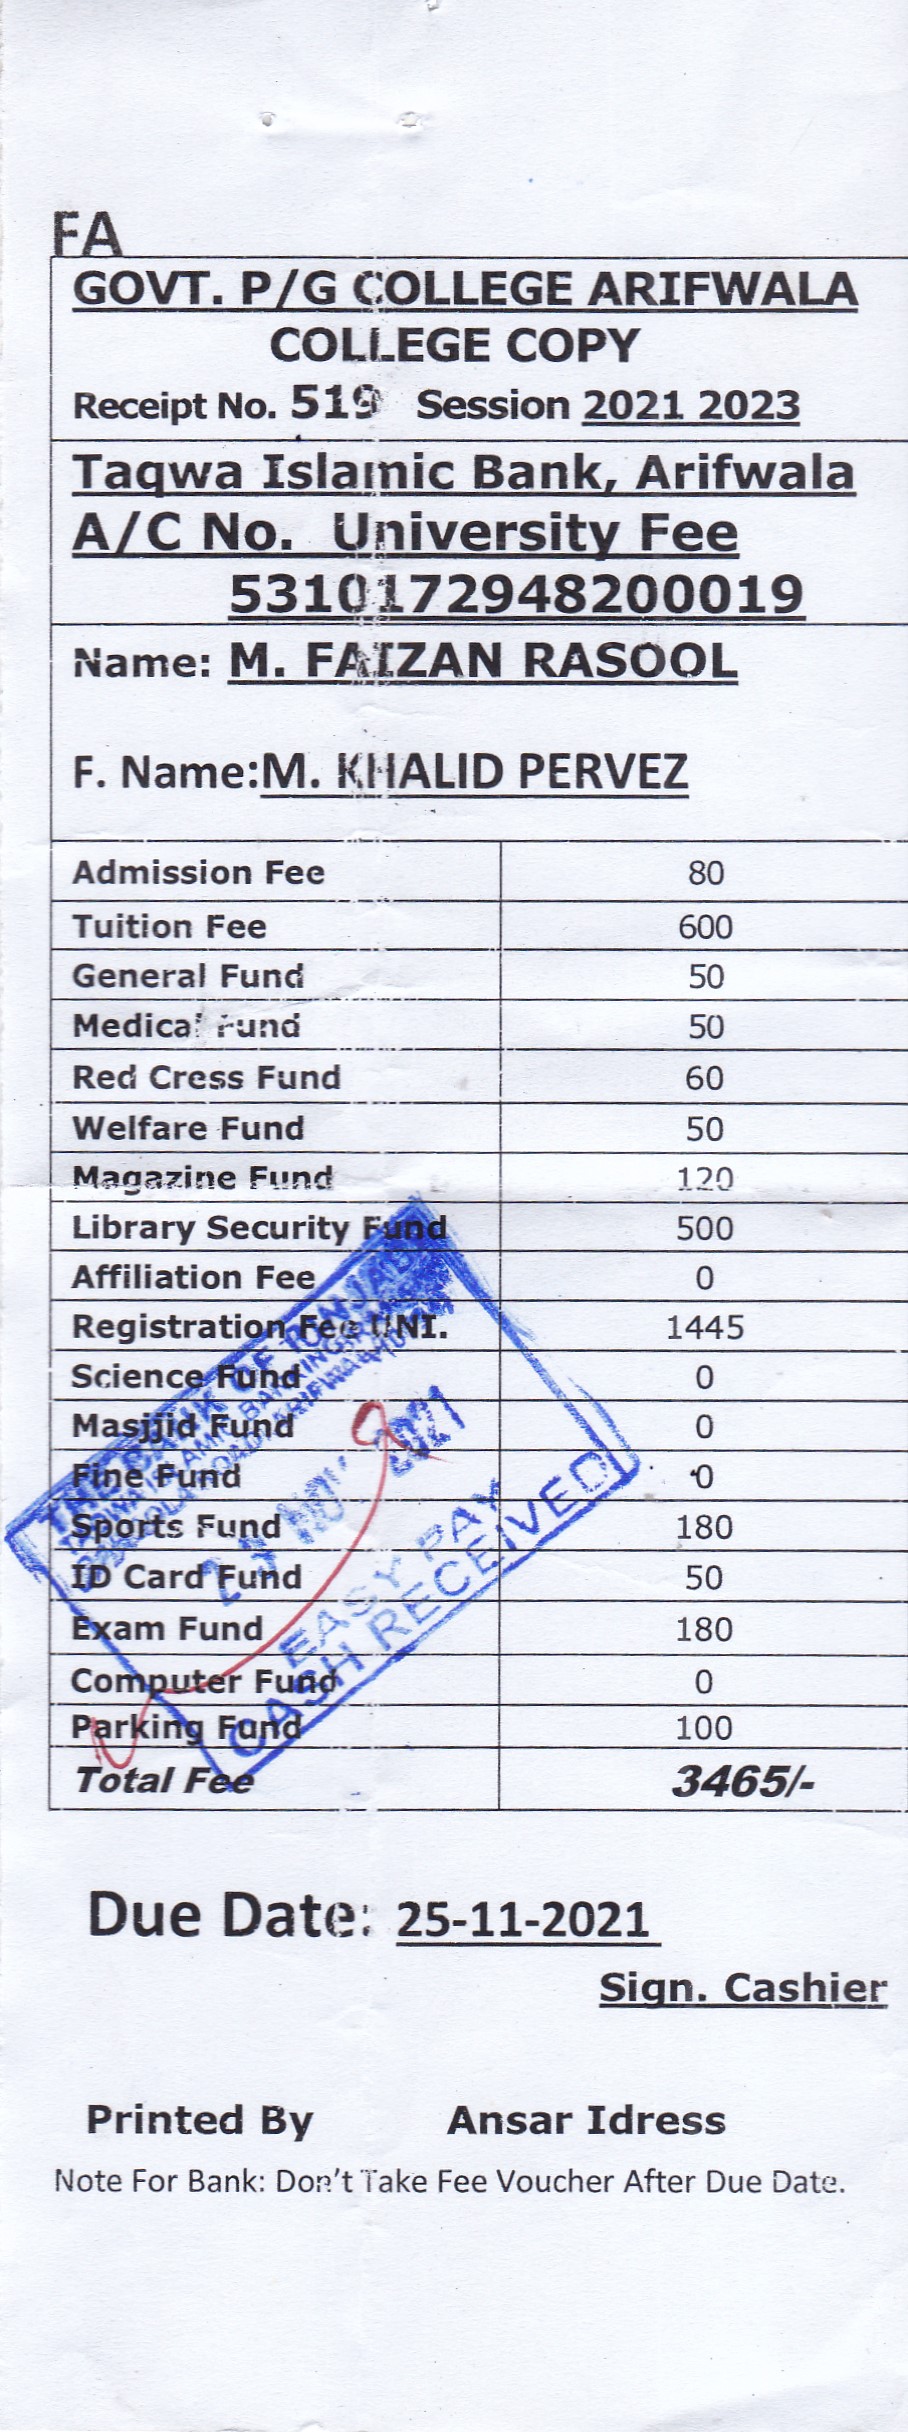 FA
GOVT. P/G COLLEGE ARIFWALA
COLLEGE COPY
Receipt No. 519 Session 2021 2023
Taqwa Islamic Bank, Arifwala
A/C No. University Fee
5310172948200019
Name: M. FAIZAN RASOOL
F. Name:M. KHALID PERVEZ
Admission Fee 80
Tuition Fee 600
General Fund 50
Medical Fund 50
Red Cress Fund 60
Welfare Fund 50
Magazine Fund 120
Library Security Fund 500
Affiliation Fee 0
Registration Fee UNI. 1445
Science Fund 0
Masjjid Fund 0
Fine Fund 0
Sports Fund 180
ID Card Fund 50
Exam Fund 180
Computer Fund 0
Parking Fund 100
Total Fee 3465/-
THE BANK OF PUNJAB
NOV 2021
EASY PAY
CASH RECEIVED
Due Date: 25-11-2021
Sign. Cashier
Printed By Ansar Idress
Note For Bank: Don't Take Fee Voucher After Due Date.